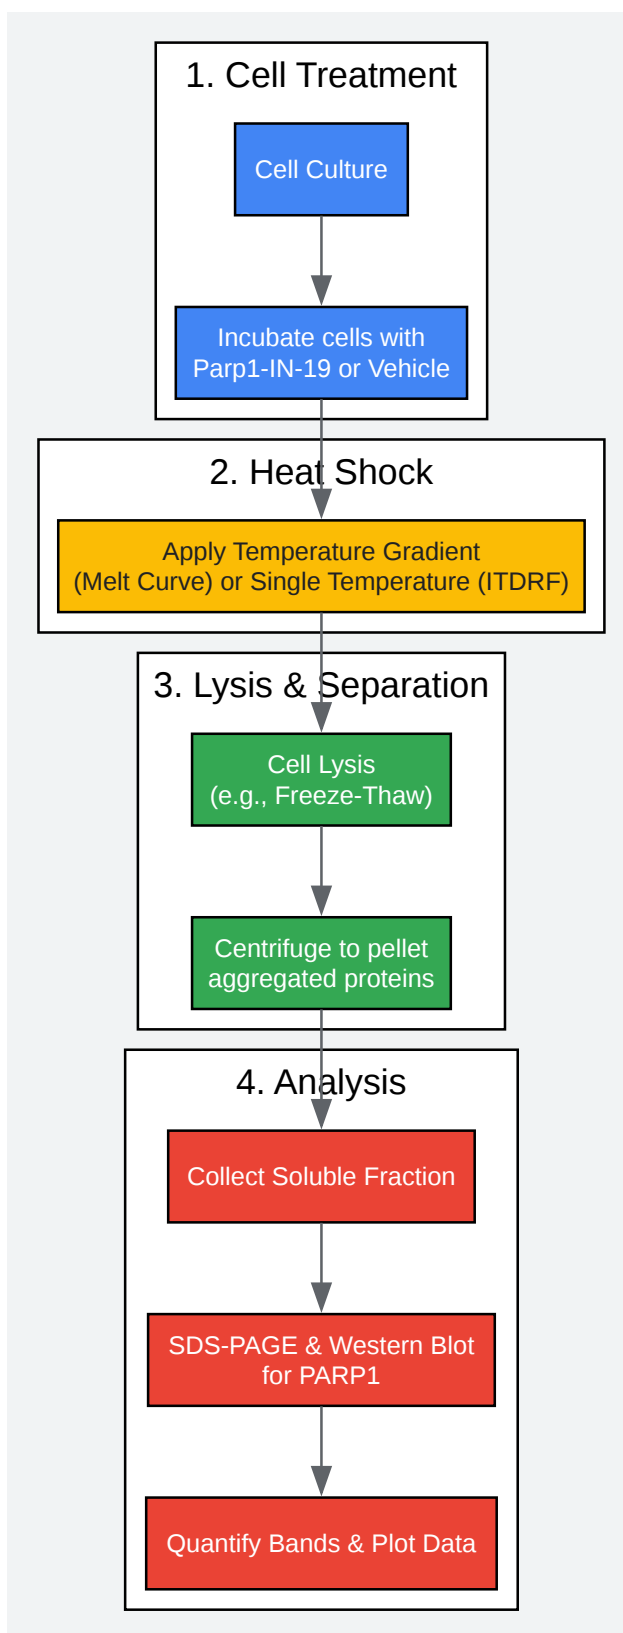 1. Cell Treatment
Cell Culture
Incubate cells with
Parp1-IN-19 or Vehicle
2. Heat Shock
Apply Temperature Gradient
(Melt Curve) or Single Temperature (ITDRF)
3. Lysis & Separation
Cell Lysis
(e.g., Freeze-Thaw)
Centrifuge to pellet
aggregated proteins
4. Analysis
Collect Soluble Fraction
SDS-PAGE & Western Blot
for PARP1
Quantify Bands & Plot Data